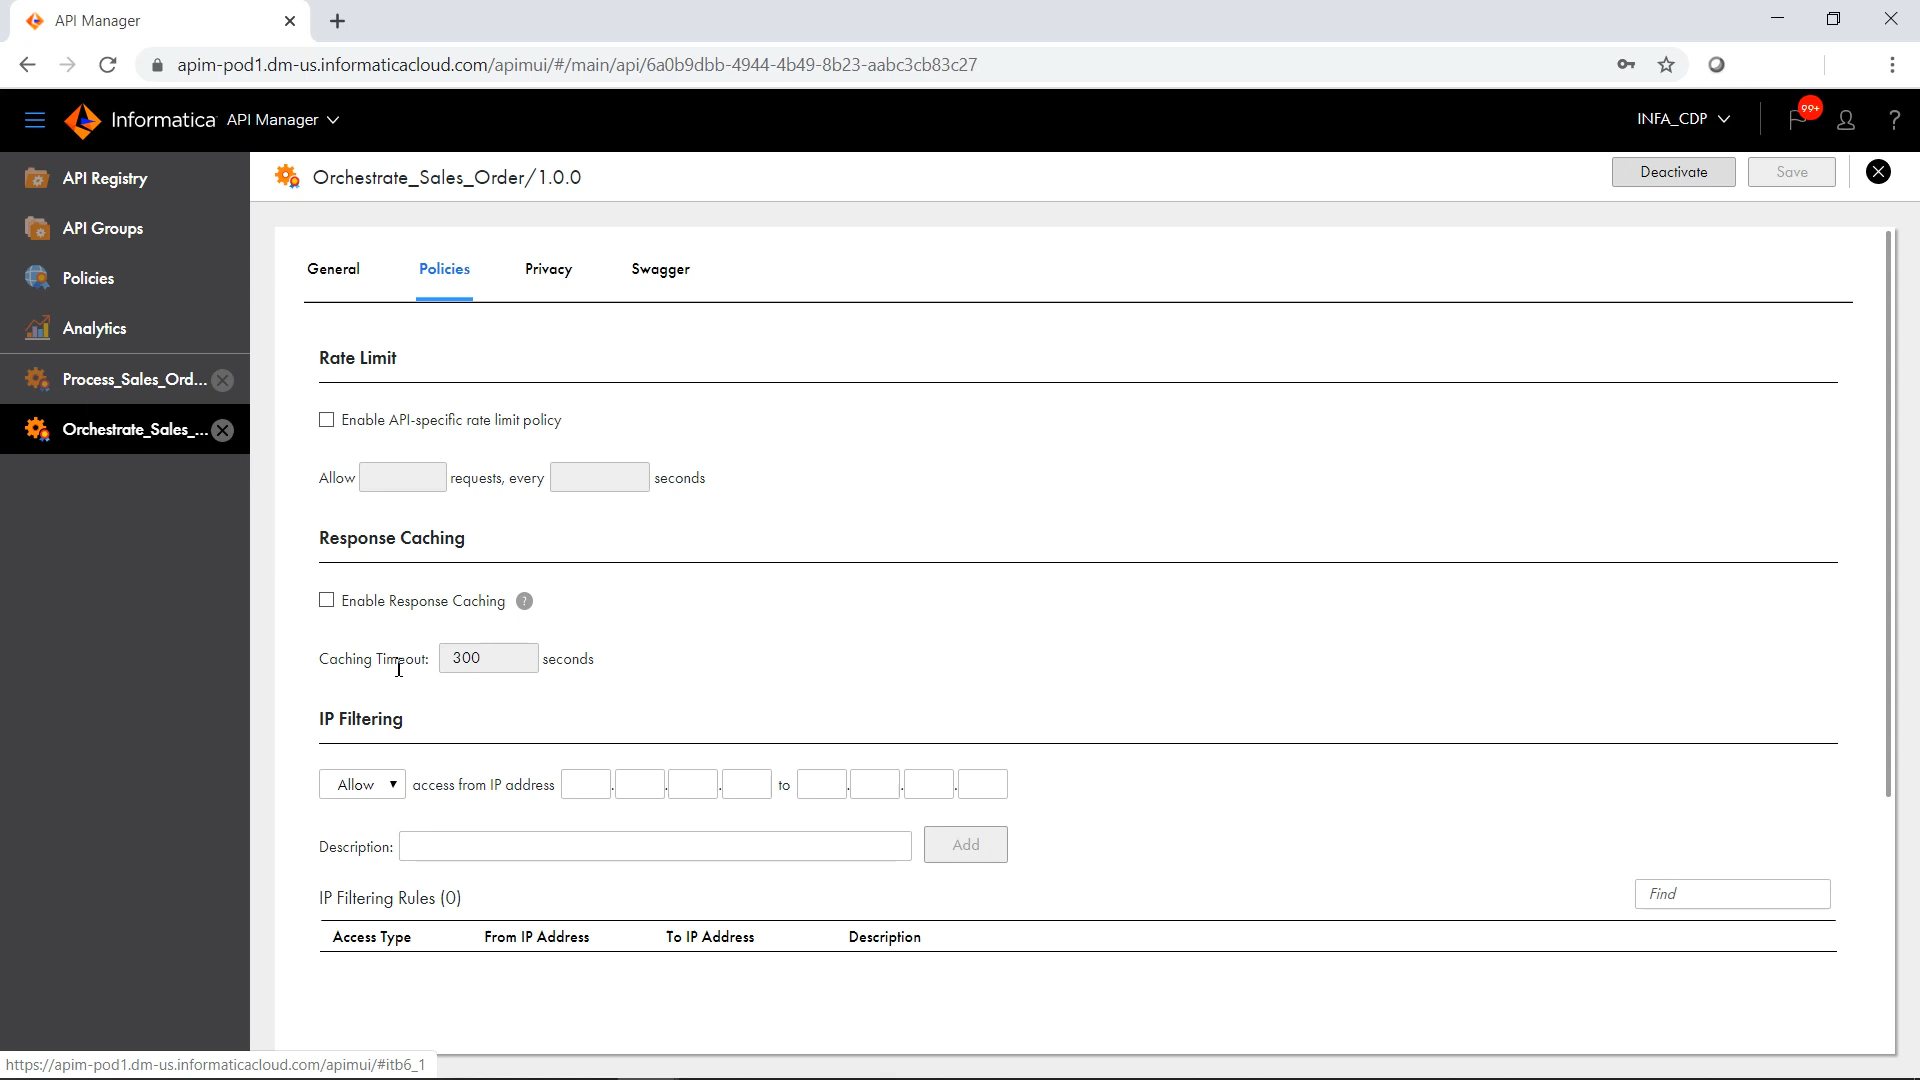 API Manager
apim-pod1.dm-us.informaticacloud.com/apimui/#/main/api/6a0b9dbb-4944-4b49-8b23-aabc3cb83c27
Informatica API Manager
INFA_CDP
99+
?
API Registry
API Groups
Policies
Analytics
Process_Sales_Ord...
Orchestrate_Sales_...
Orchestrate_Sales_Order/1.0.0
Deactivate
Save
General
Policies
Privacy
Swagger
Rate Limit
Enable API-specific rate limit policy
Allow requests, every seconds
Response Caching
Enable Response Caching ?
Caching Timeout: 300 seconds
IP Filtering
Allow access from IP address . . . to . . .
Description:
Add
IP Filtering Rules (0)
Find
Access Type From IP Address To IP Address Description
https://apim-pod1.dm-us.informaticacloud.com/apimui/#itb6_1